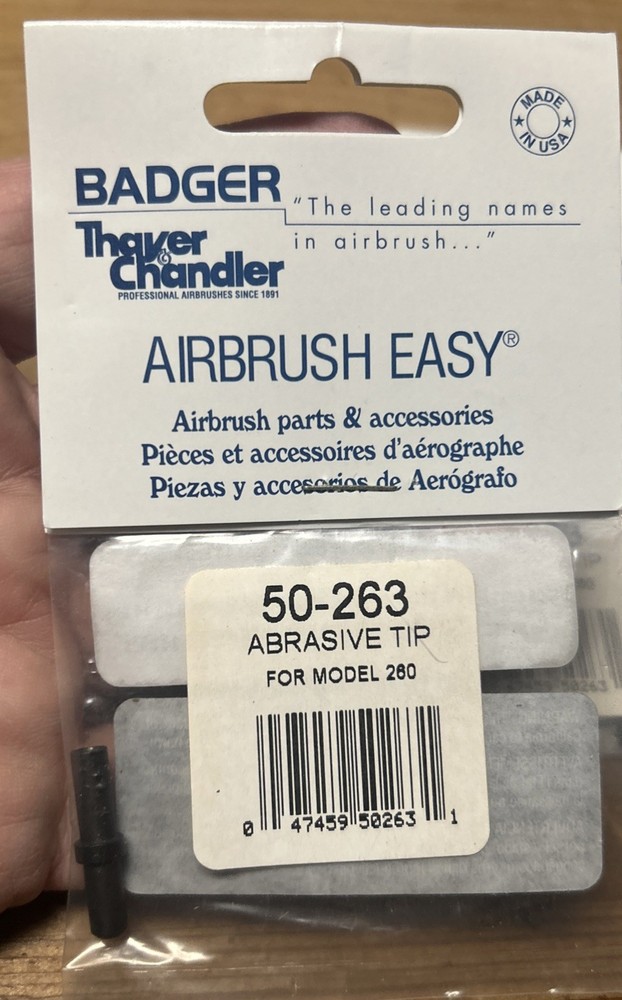 MADE IN USA
BADGER
"The leading names
in airbrush..."
Thayer & Chandler
PROFESSIONAL AIRBRUSHES SINCE 1891
AIRBRUSH EASY®
Airbrush parts & accessories
Pièces et accessoires d'aérographe
Piezas y accesorios de Aerógrafo
50-263
ABRASIVE TIP
FOR MODEL 260
0 47459 50263 1